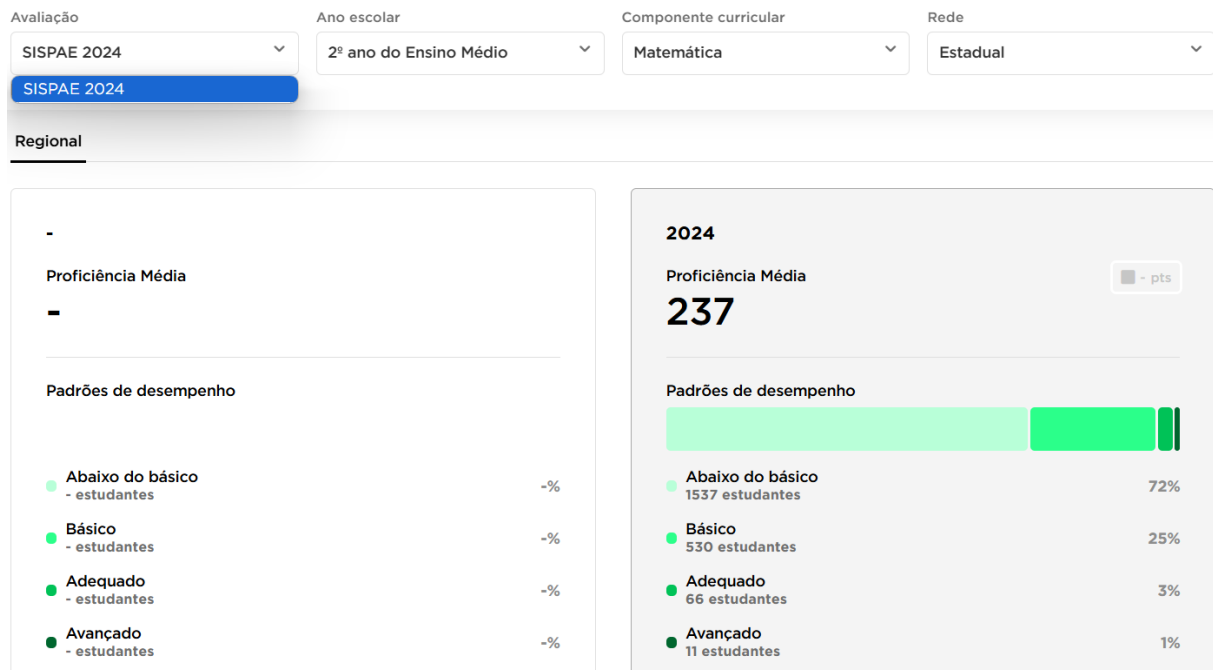 Avaliação
Ano escolar
Componente curricular
Rede
SISPAE 2024
2º ano do Ensino Médio
Matemática
Estadual
SISPAE 2024
Regional
-
Proficiência Média
-
Padrões de desempenho
Abaixo do básico
- estudantes
-%
Básico
- estudantes
-%
Adequado
- estudantes
-%
Avançado
- estudantes
-%
2024
Proficiência Média
- pts
237
Padrões de desempenho
Abaixo do básico
1537 estudantes
72%
Básico
530 estudantes
25%
Adequado
66 estudantes
3%
Avançado
11 estudantes
1%